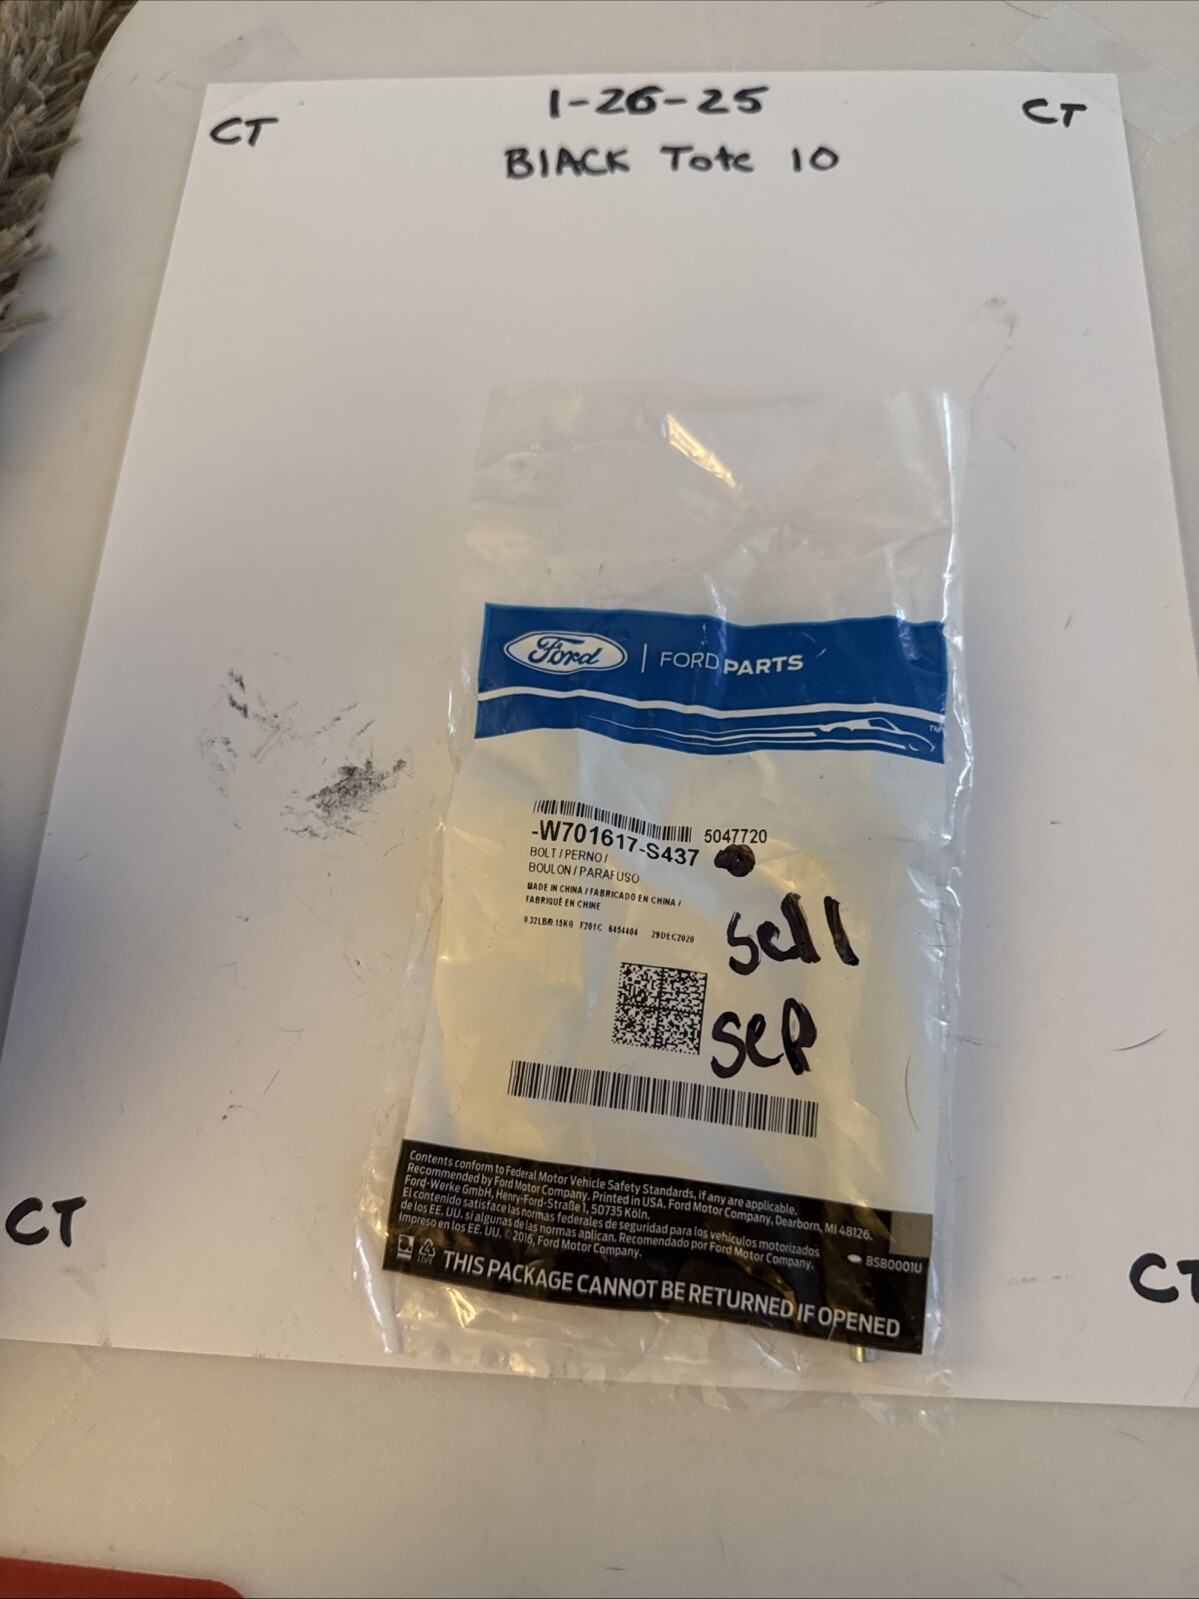 1-26-25
CT
CT
BlACK Tote 10
Ford | FORD PARTS
TM
-W701617-S437 5047720
BOLT / PERNO /
BOULON / PARAFUSO
MADE IN CHINA / FABRICADO EN CHINA /
FABRIQUÉ EN CHINE
0.32LB/0.15KG F201C 6454404 29DEC2020
sell
sep
Contents conform to Federal Motor Vehicle Safety Standards, if any are applicable.
Recommended by Ford Motor Company. Printed in USA. Ford Motor Company, Dearborn, MI 48126.
Ford-Werke GmbH, Henry-Ford-Straße 1, 50735 Köln.
El contenido satisface las normas federales de seguridad para los vehículos motorizados
de los EE. UU. si algunas de las normas aplican. Recomendado por Ford Motor Company.
Impreso en los EE. UU. ©2016, Ford Motor Company.
BSB0001U
THIS PACKAGE CANNOT BE RETURNED IF OPENED
CT
CT